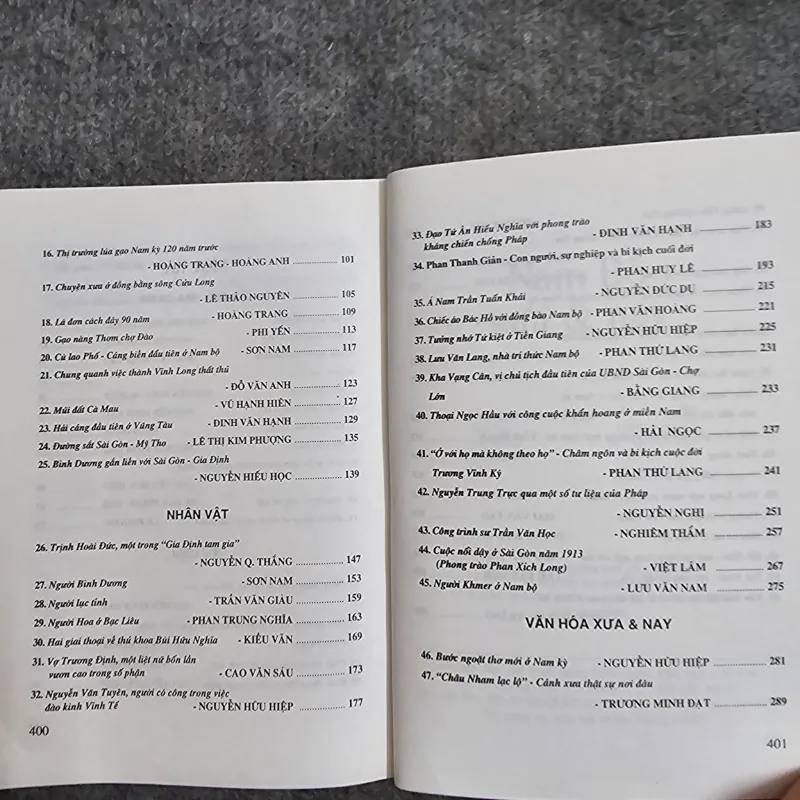 16. Thị trường lúa gạo Nam kỳ 120 năm trước
- HOÀNG TRANG - HOÀNG ANH .................. 101
17. Chuyện xưa ở đồng bằng sông Cửu Long
- LÊ THẢO NGUYÊN .................. 105
18. Lá đơn cách đây 90 năm - HOÀNG TRANG .................. 109
19. Gạo nàng Thơm chợ Đào - PHI YẾN .................. 113
20. Cù lao Phố - Cảng biển đầu tiên ở Nam bộ - SƠN NAM .................. 117
21. Chung quanh việc thành Vĩnh Long thất thủ
- ĐỖ VĂN ANH .................. 123
22. Mũi đất Cà Mau - VŨ HẠNH HIÊN .................. 127
23. Hải cảng đầu tiên ở Vũng Tàu - ĐINH VĂN HẠNH .................. 129
24. Đường sắt Sài Gòn - Mỹ Tho - LÊ THỊ KIM PHƯỢNG .................. 135
25. Bình Dương gắn liền với Sài Gòn - Gia Định
- NGUYỄN HIẾU HỌC .................. 139
NHÂN VẬT
26. Trịnh Hoài Đức, một trong "Gia Định tam gia"
- NGUYỄN Q. THẮNG .................. 147
27. Người Bình Dương - SƠN NAM .................. 153
28. Người lục tỉnh - TRẦN VĂN GIÀU .................. 159
29. Người Hoa ở Bạc Liêu - PHAN TRUNG NGHĨA .................. 163
30. Hai giai thoại về thủ khoa Bùi Hữu Nghĩa - KIỀU VĂN .................. 169
31. Vợ Trương Định, một liệt nữ bốn lần
vươn cao trong số phận - CAO VĂN SÁU .................. 173
32. Nguyễn Văn Tuyên, người có công trong việc
đào kinh Vĩnh Tế - NGUYỄN HỮU HIỆP .................. 177
400
33. Đạo Tứ Ân Hiếu Nghĩa với phong trào
kháng chiến chống Pháp - ĐINH VĂN HẠNH .................. 183
34. Phan Thanh Giản - Con người, sự nghiệp và bi kịch cuối đời
- PHAN HUY LÊ .................. 193
35. Á Nam Trần Tuấn Khải - NGUYỄN ĐỨC DỤ .................. 215
36. Chiếc áo Bác Hồ với đồng bào Nam bộ - PHAN VĂN HOÀNG .................. 221
37. Tưởng nhớ Tứ kiệt ở Tiền Giang - NGUYỄN HỮU HIỆP .................. 225
38. Lưu Văn Lang, nhà trí thức Nam bộ - PHAN THỨ LANG .................. 231
39. Kha Vạng Cân, vị chủ tịch đầu tiên của UBND Sài Gòn - Chợ
Lớn - BẰNG GIANG .................. 233
40. Thoại Ngọc Hầu với công cuộc khẩn hoang ở miền Nam
- HẢI NGỌC .................. 237
41. "Ở với họ mà không theo họ" - Châm ngôn và bi kịch cuộc đời
Trương Vĩnh Ký - PHAN THỨ LANG .................. 241
42. Nguyễn Trung Trực qua một số tư liệu của Pháp
- NGUYỄN NGHỊ .................. 251
43. Công trình sư Trần Văn Học - NGHIÊM THẨM .................. 257
44. Cuộc nổi dậy ở Sài Gòn năm 1913
(Phong trào Phan Xích Long) - VIỆT LÂM .................. 267
45. Người Khmer ở Nam bộ - LƯU VĂN NAM .................. 275
VĂN HÓA XƯA & NAY
46. Bước ngoặt thơ mới ở Nam kỳ - NGUYỄN HỮU HIỆP .................. 281
47. "Châu Nham lạc lộ" - Cảnh xưa thật sự nơi đâu
- TRƯƠNG MINH ĐẠT .................. 289
401